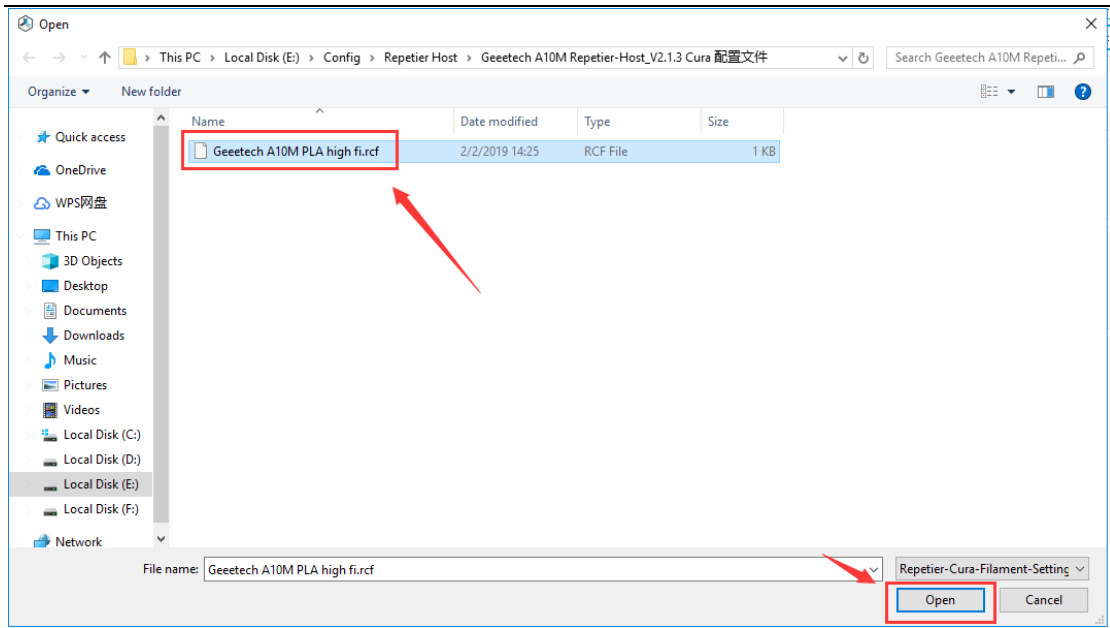 Open
This PC > Local Disk (E:) > Config > Repetier Host > Geeetech A10M Repetier-Host_V2.1.3 Cura 配置文件
Search Geeetech A10M Repeti...
Organize
New folder
Name Date modified Type Size
Geeetech A10M PLA high fi.rcf 2/2/2019 14:25 RCF File 1 KB
Quick access
OneDrive
WPS网盘
This PC
3D Objects
Desktop
Documents
Downloads
Music
Pictures
Videos
Local Disk (C:)
Local Disk (D:)
Local Disk (E:)
Local Disk (F:)
Network
File name: Geeetech A10M PLA high fi.rcf
Repetier-Cura-Filament-Setting
Open Cancel